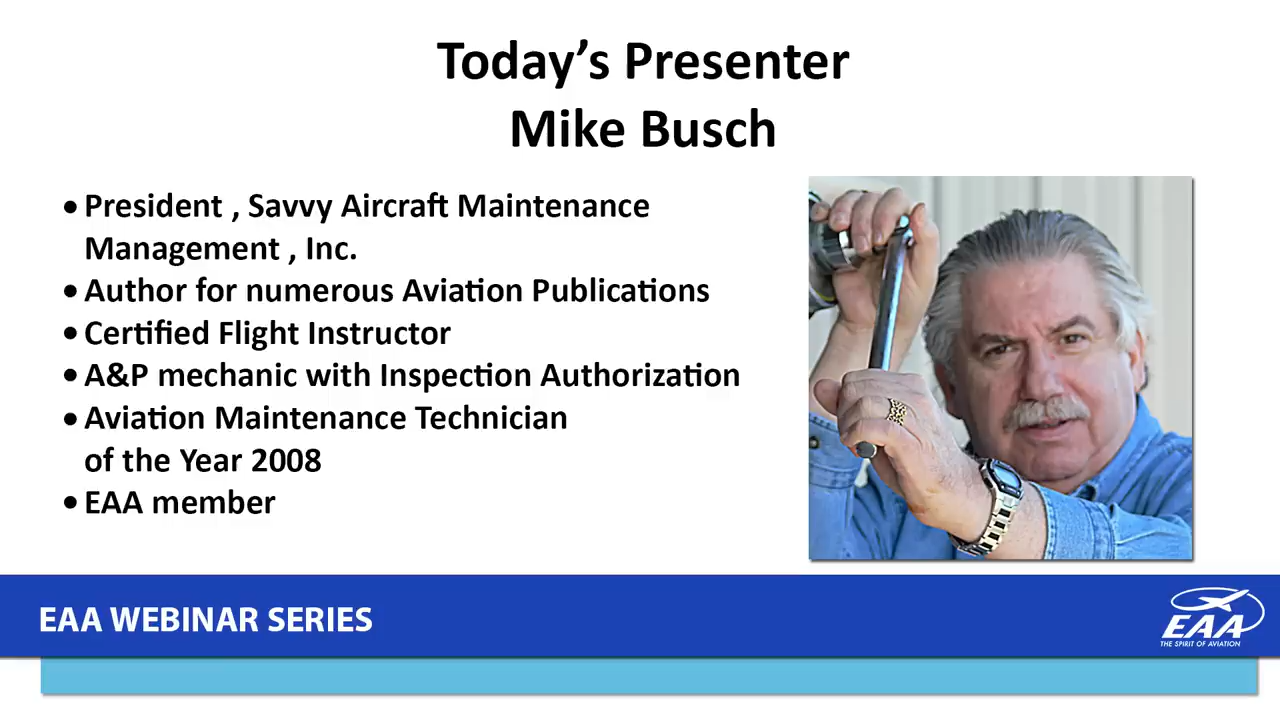 Today's Presenter
Mike Busch
• President , Savvy Aircraft Maintenance
Management , Inc.
• Author for numerous Aviation Publications
• Certified Flight Instructor
• A&P mechanic with Inspection Authorization
• Aviation Maintenance Technician
of the Year 2008
• EAA member
EAA WEBINAR SERIES
EAA
THE SPIRIT OF AVIATION